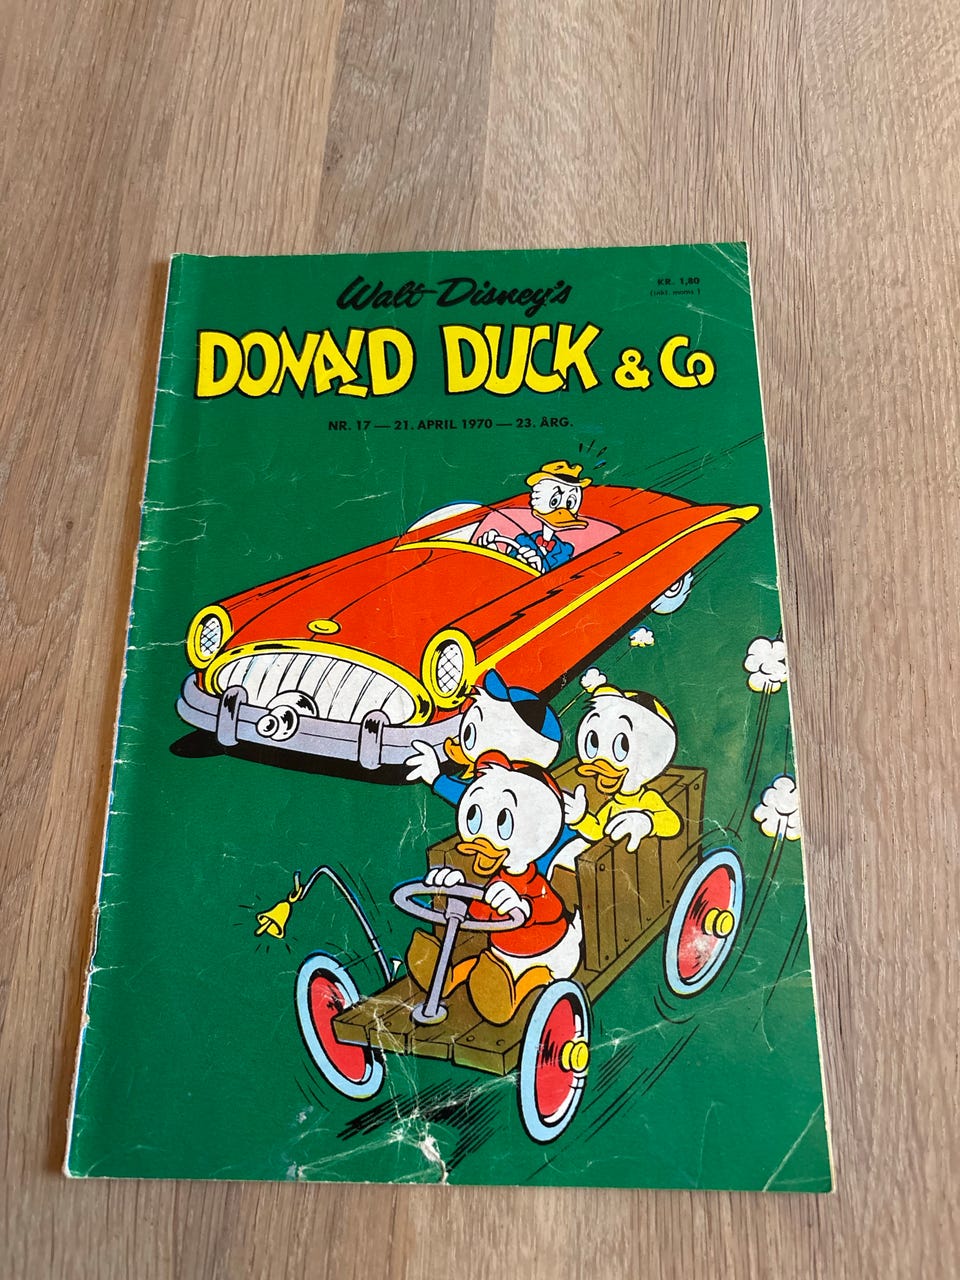 Walt Disney's
KR. 1,80
(inkl. moms)
DONALD DUCK & Co
NR. 17 — 21. APRIL 1970 — 23. ÅRG.